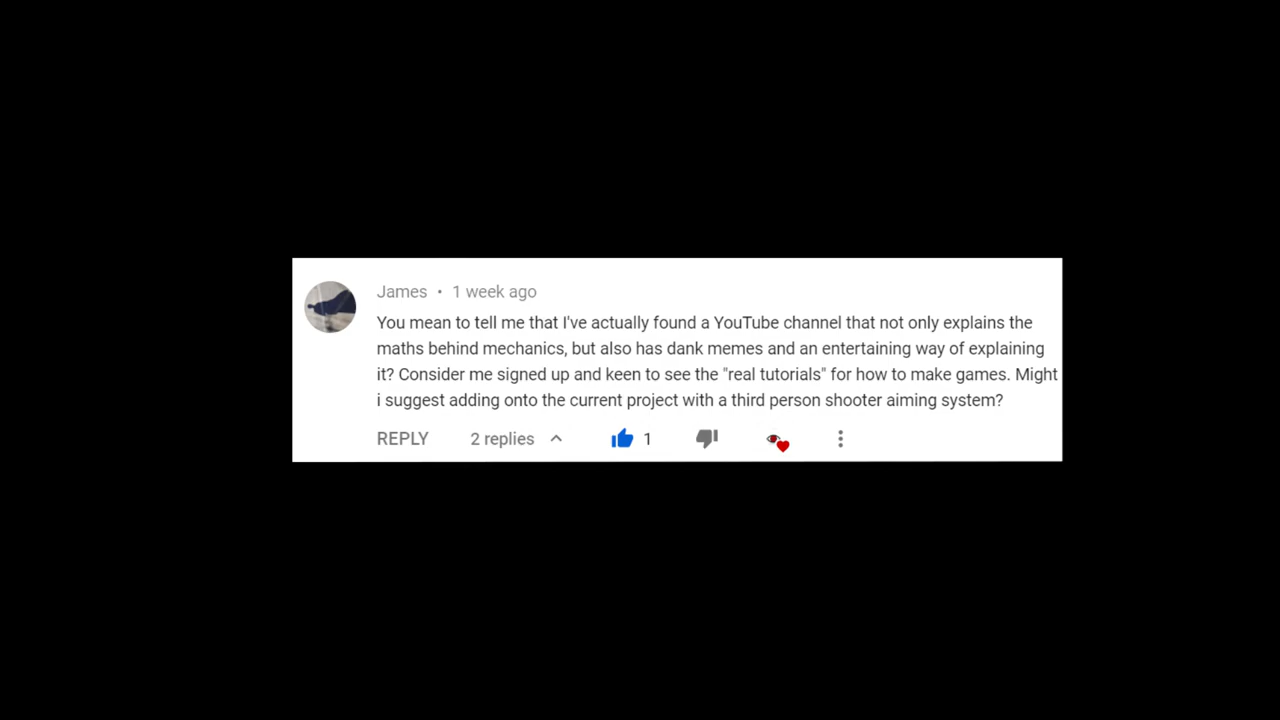 James • 1 week ago
You mean to tell me that I've actually found a YouTube channel that not only explains the
maths behind mechanics, but also has dank memes and an entertaining way of explaining
it? Consider me signed up and keen to see the "real tutorials" for how to make games. Might
i suggest adding onto the current project with a third person shooter aiming system?
REPLY 2 replies 1